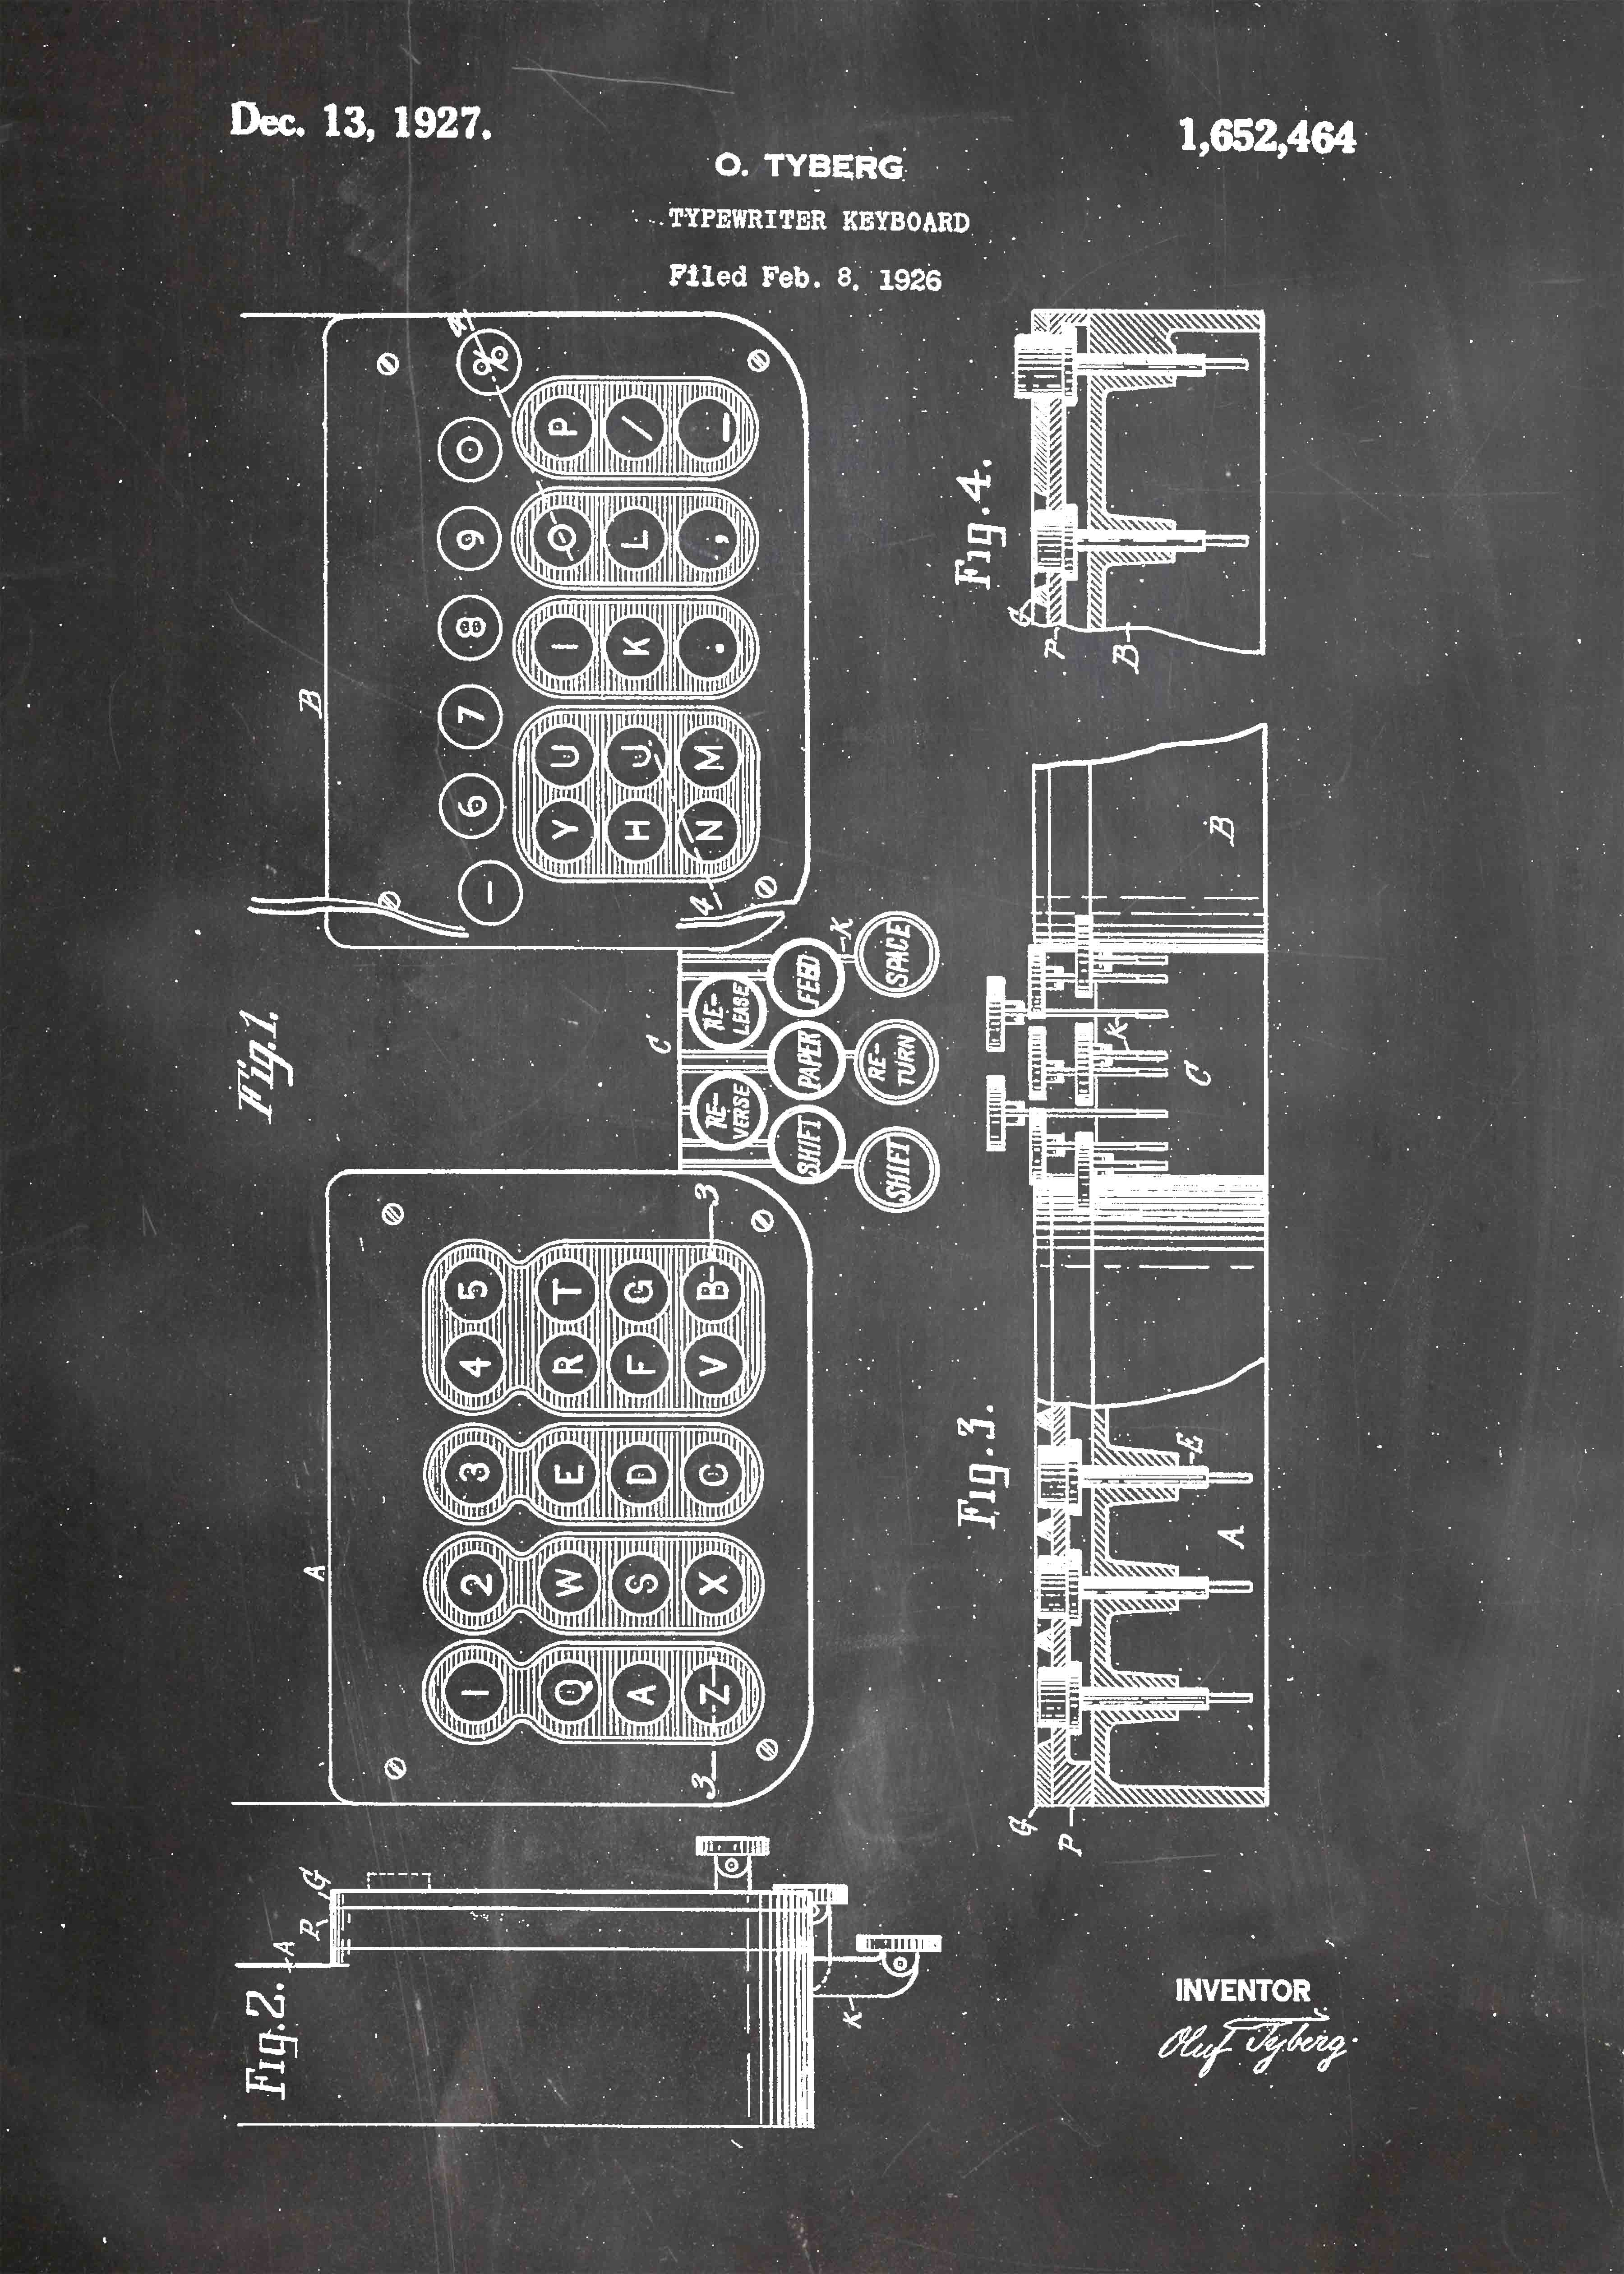 Dec. 13, 1927.
1,652,464
O. TYBERG
TYPEWRITER KEYBOARD
Filed Feb. 8, 1926
Fig.1.
A
B
C
1 2 3 4 5
Q W E R T
A S D F G
Z X C V B
3 3
- 6 7 8 9 0 %
Y U I O P
H J K L /
N M . , _
4 4
RE-VERSE RE-LEASE
SHIFT PAPER FEED
K
SHIFT RE-TURN SPACE
Fig.2.
A
P
G
K
Fig.3.
G
P
E
A
K
C
B
Fig.4.
G
P
B
INVENTOR
Oluf Tyberg.